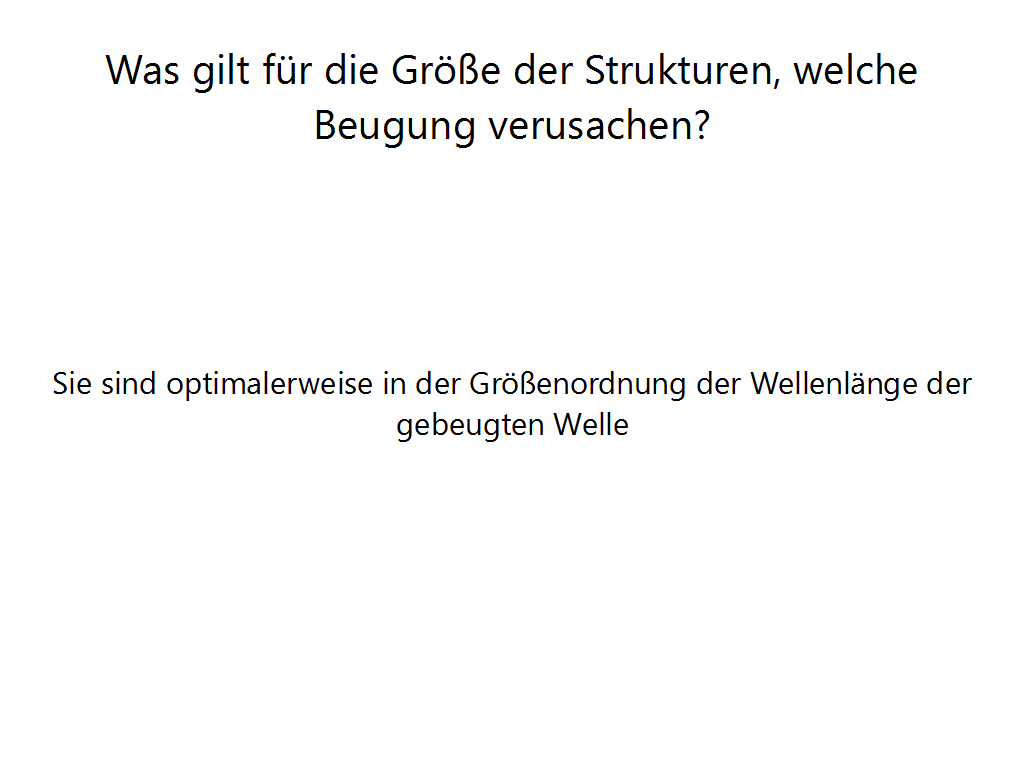 Was gilt für die Größe der Strukturen, welche
Beugung verusachen?
Sie sind optimalerweise in der Größenordnung der Wellenlänge der
gebeugten Welle